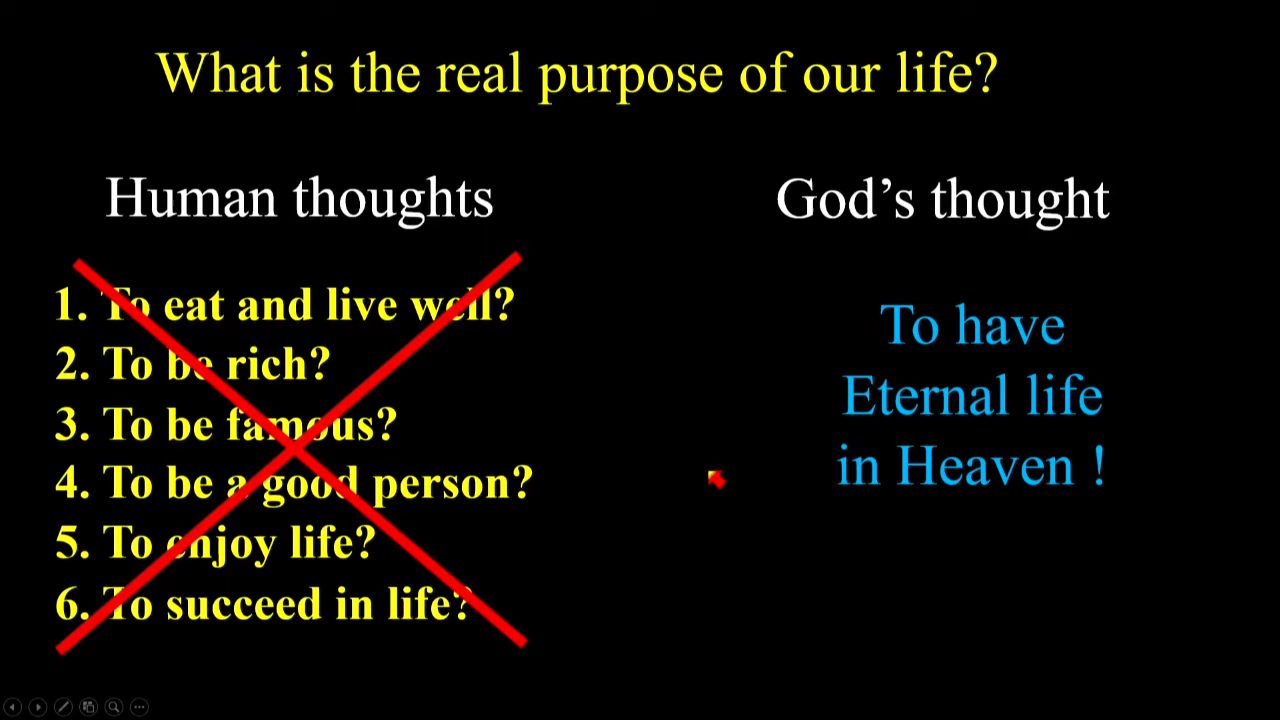 What is the real purpose of our life?
Human thoughts
1. To eat and live well?
2. To be rich?
3. To be famous?
4. To be a good person?
5. To enjoy life?
6. To succeed in life?
God’s thought
To have
Eternal life
in Heaven !